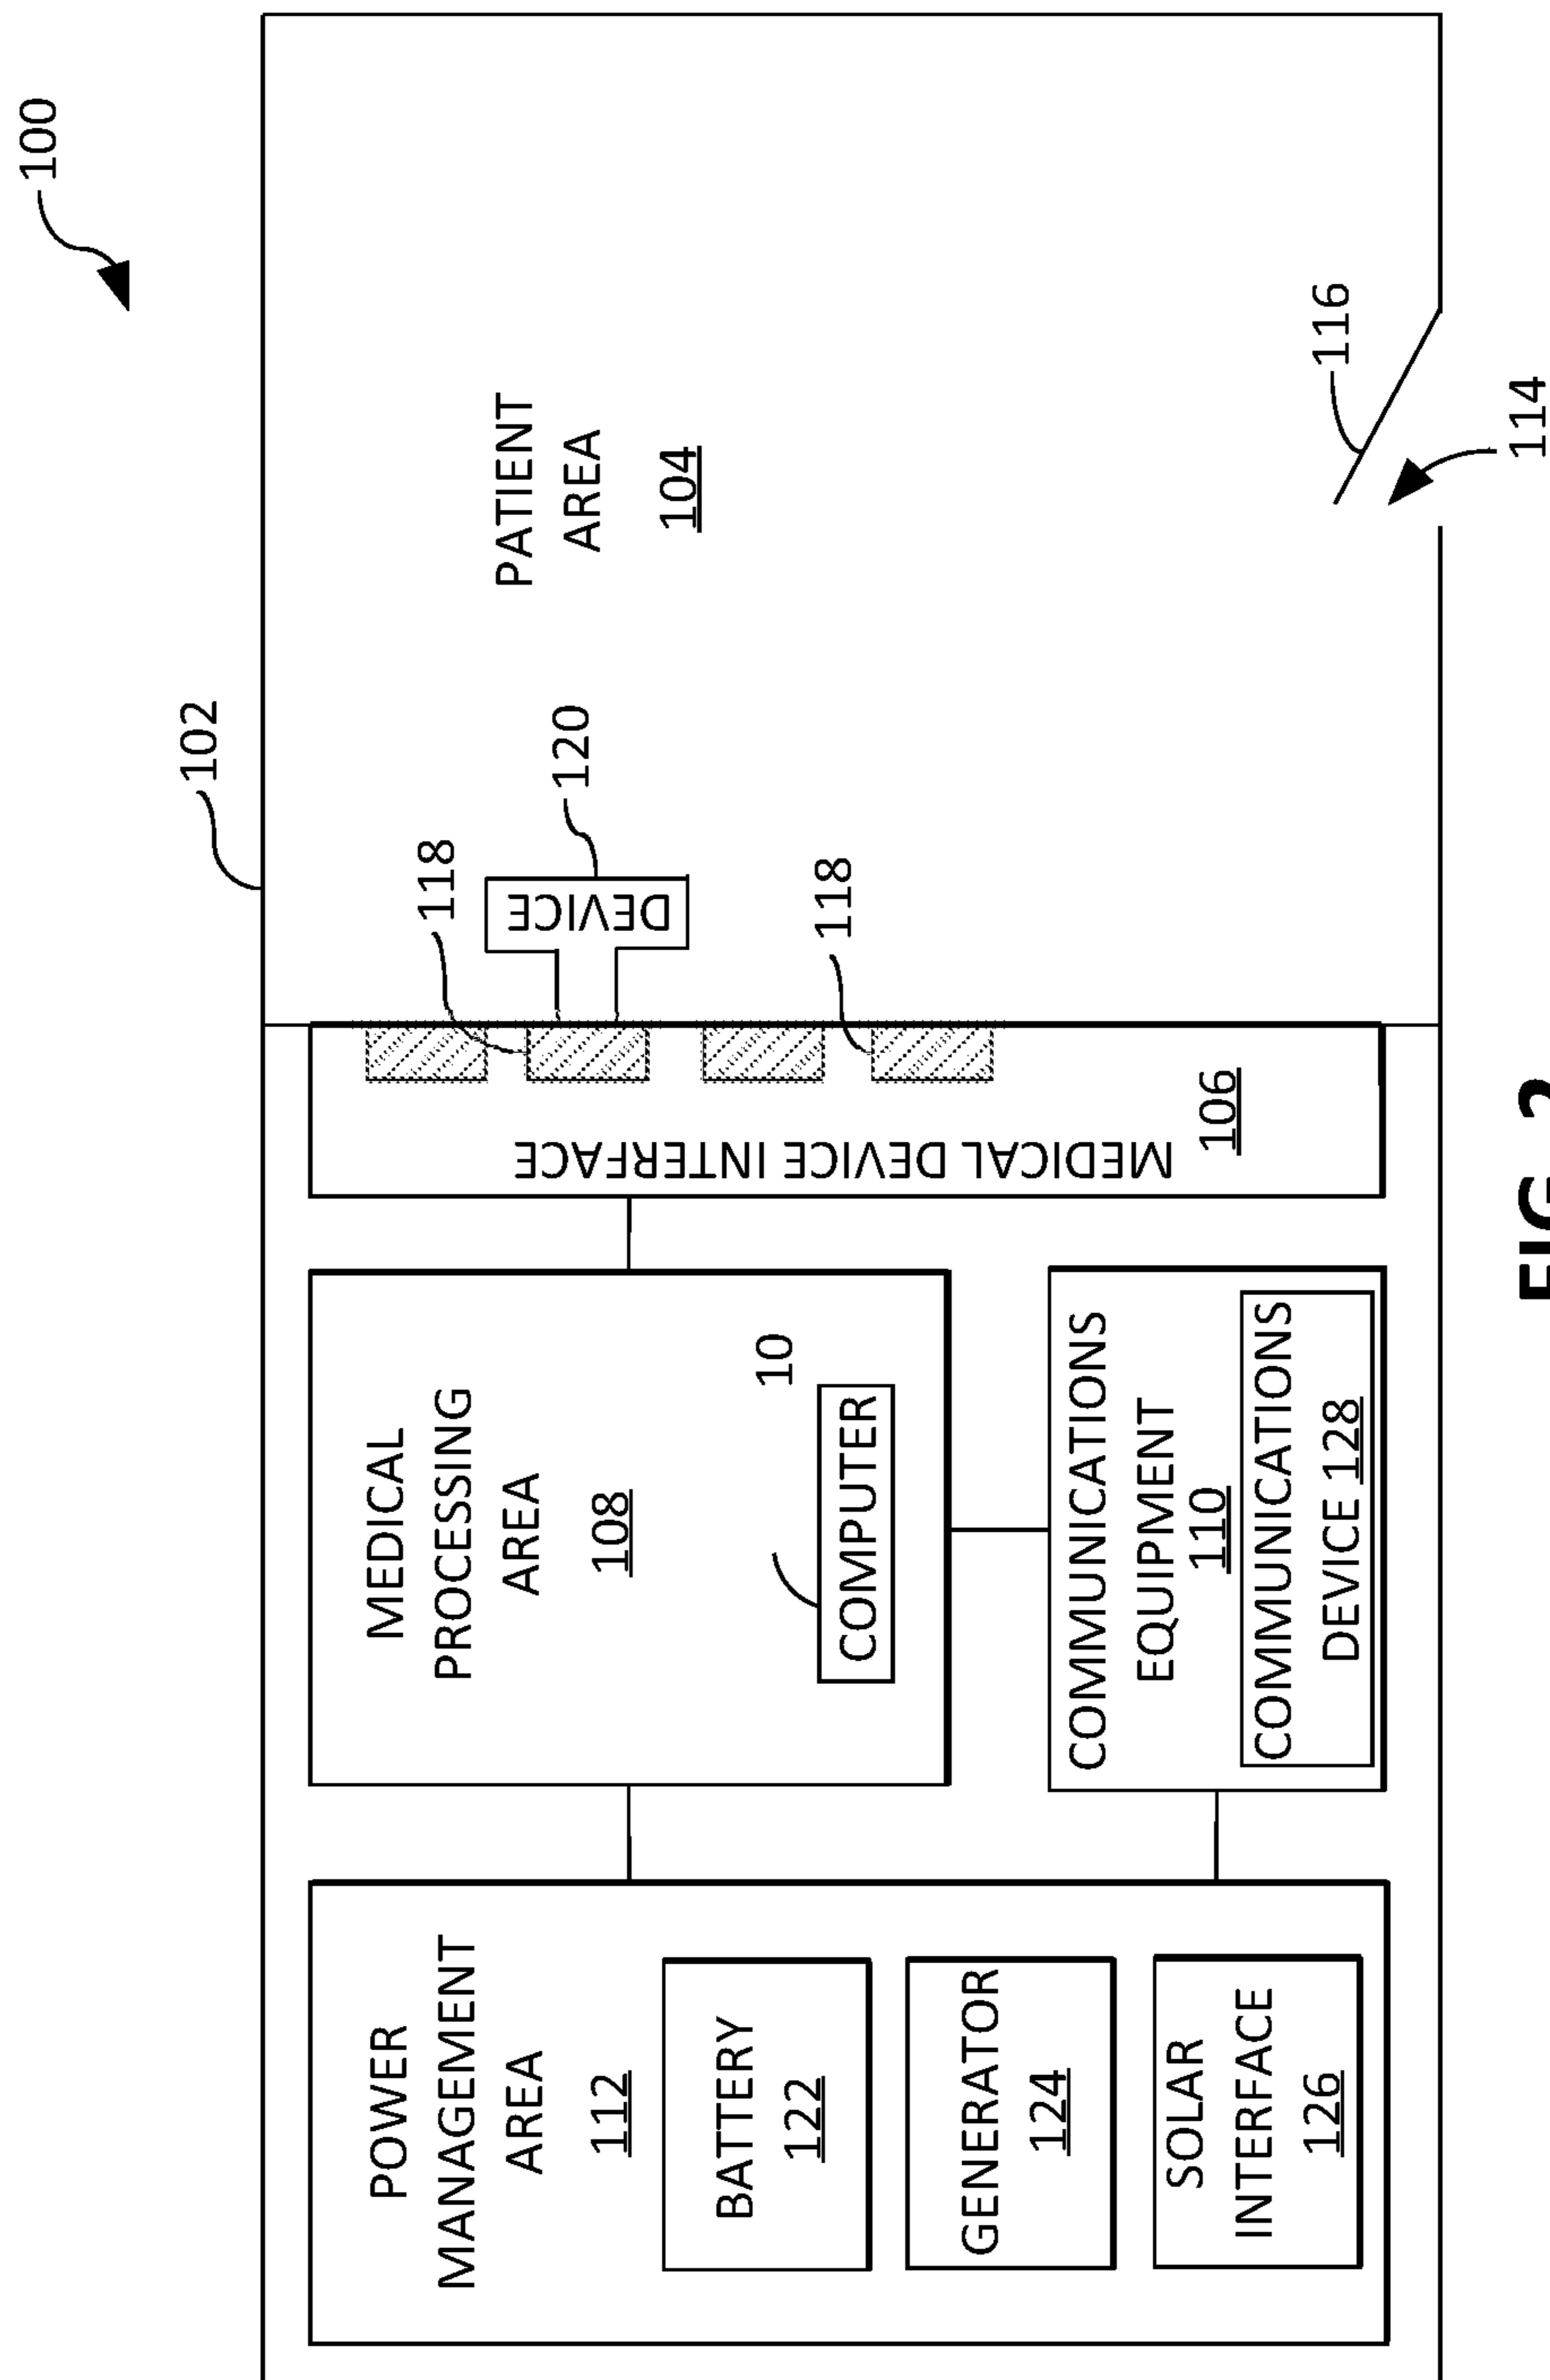 100
102
POWER
MANAGEMENT
AREA
112
BATTERY
122
GENERATOR
124
SOLAR
INTERFACE
126
MEDICAL
PROCESSING
AREA
108
10
COMPUTER
COMMUNICATIONS
EQUIPMENT
110
COMMUNICATIONS
DEVICE 128
MEDICAL DEVICE INTERFACE
106
118
118
DEVICE
120
PATIENT
AREA
104
116
114
FIG. 2